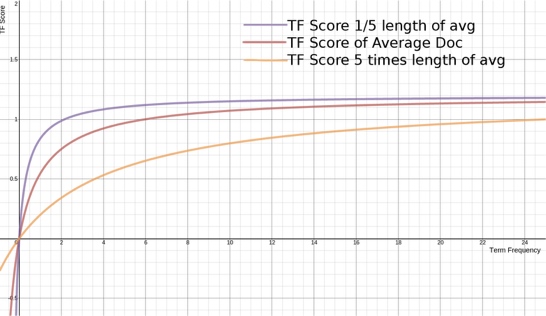 2
TF Score
TF Score 1/5 length of avg
TF Score of Average Doc
TF Score 5 times length of avg
1.5
1
0.5
0 2 4 6 8 10 12 14 16 18 20 22 24
Term Frequency
-0.5